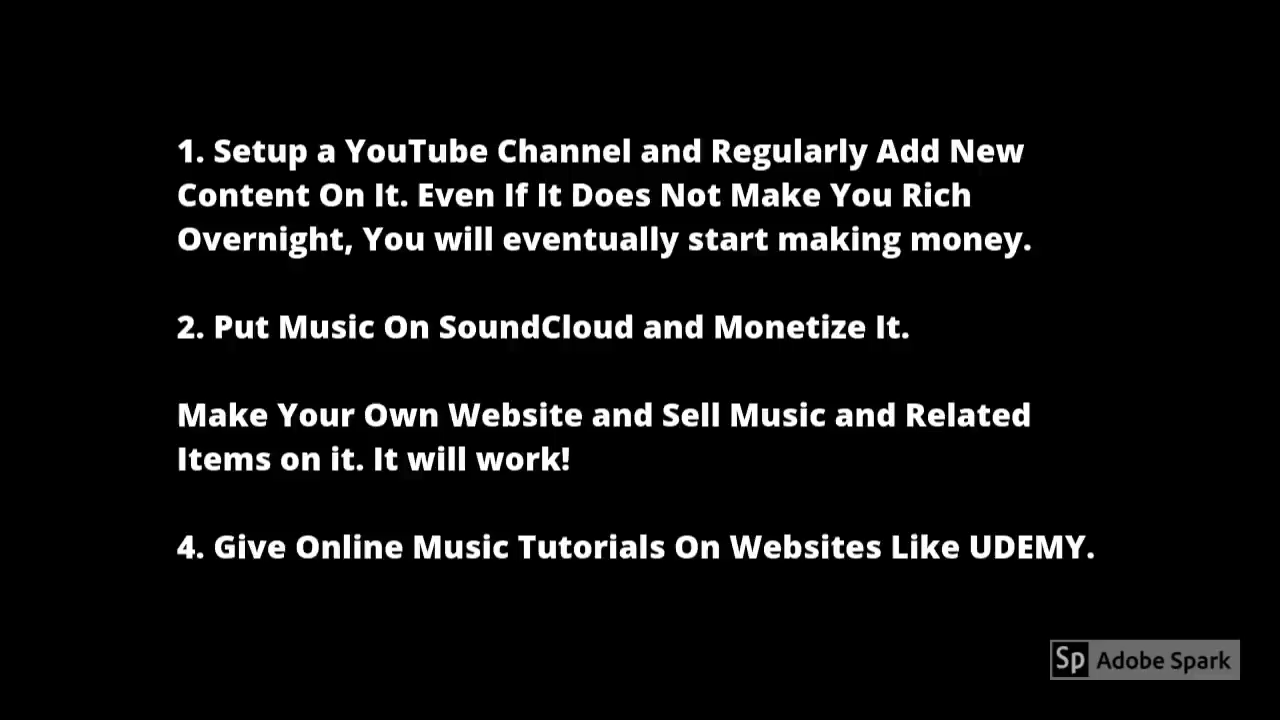 1. Setup a YouTube Channel and Regularly Add New
Content On It. Even If It Does Not Make You Rich
Overnight, You will eventually start making money.
2. Put Music On SoundCloud and Monetize It.
Make Your Own Website and Sell Music and Related
Items on it. It will work!
4. Give Online Music Tutorials On Websites Like UDEMY.
Sp Adobe Spark